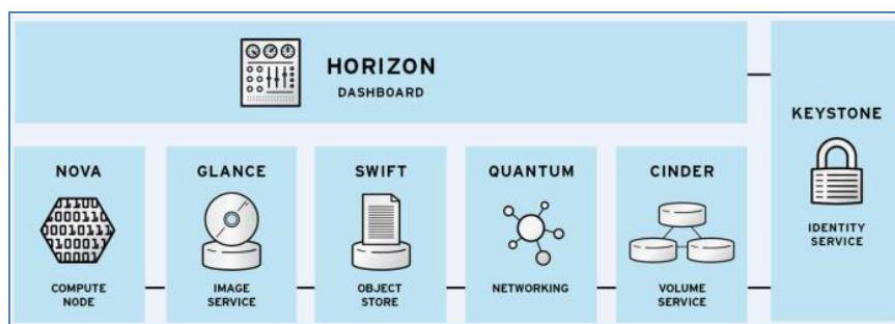 HORIZON
DASHBOARD
KEYSTONE
IDENTITY
SERVICE
NOVA
COMPUTE
NODE
GLANCE
IMAGE
SERVICE
SWIFT
OBJECT
STORE
QUANTUM
NETWORKING
CINDER
VOLUME
SERVICE